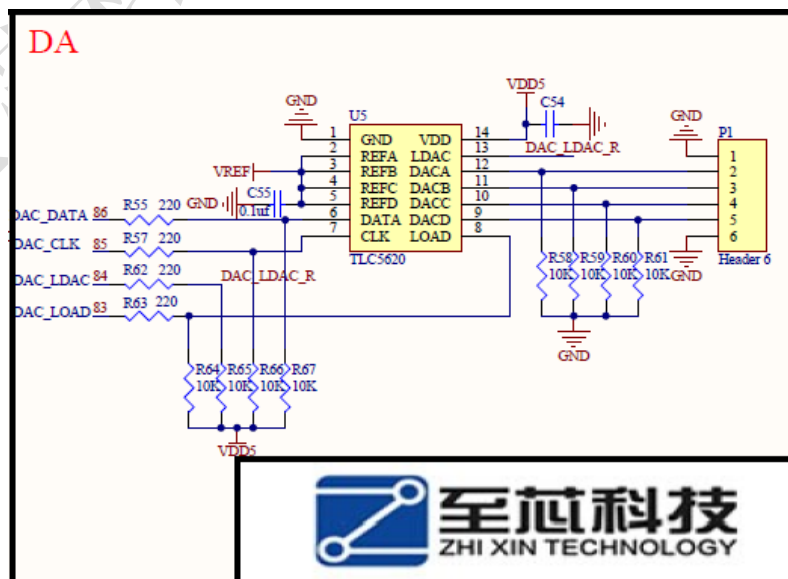 DA
VDD5
GND
U5
C54
GND
P1
1 GND VDD 14
2 REFA LDAC 13 DAC_LDAC_R
3 REFB DACA 12
4 REFC DACB 11
5 REFD DACC 10
6 DATA DACD 9
7 CLK LOAD 8
TLC5620
VREF
GND
C55
0.1uf
1
2
3
4
5
6
Header 6
GND
DAC_DATA 86 R55 220
DAC_CLK 85 R57 220
DAC_LDAC 84 R62 220 DAC_LDAC_R
DAC_LOAD 83 R63 220
R58 R59 R60 R61
10K 10K 10K 10K
GND
R64 R65 R66 R67
10K 10K 10K 10K
VDD5
至芯科技
ZHI XIN TECHNOLOGY